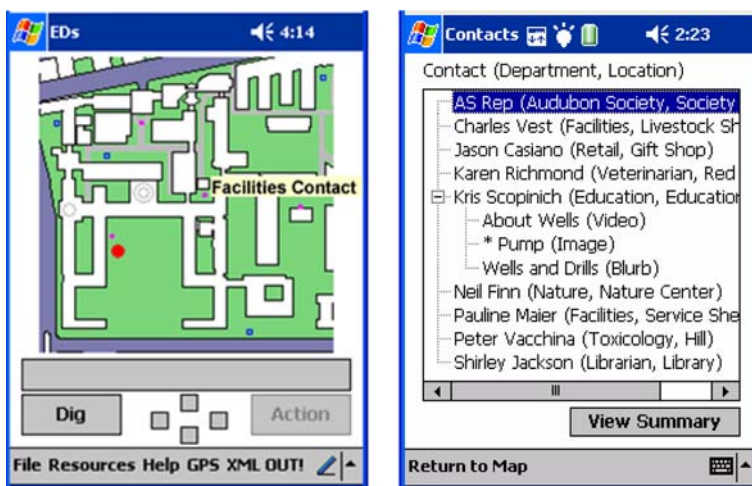 EDs 4:14
Facilities Contact
Dig Action
File Resources Help GPS XML OUT!
Contacts 2:23
Contact (Department, Location)
AS Rep (Audubon Society, Society
Charles Vest (Facilities, Livestock Sh
Jason Casiano (Retail, Gift Shop)
Karen Richmond (Veterinarian, Red
Kris Scopinich (Education, Education
About Wells (Video)
* Pump (Image)
Wells and Drills (Blurb)
Neil Finn (Nature, Nature Center)
Pauline Maier (Facilities, Service She
Peter Vacchina (Toxicology, Hill)
Shirley Jackson (Librarian, Library)
View Summary
Return to Map